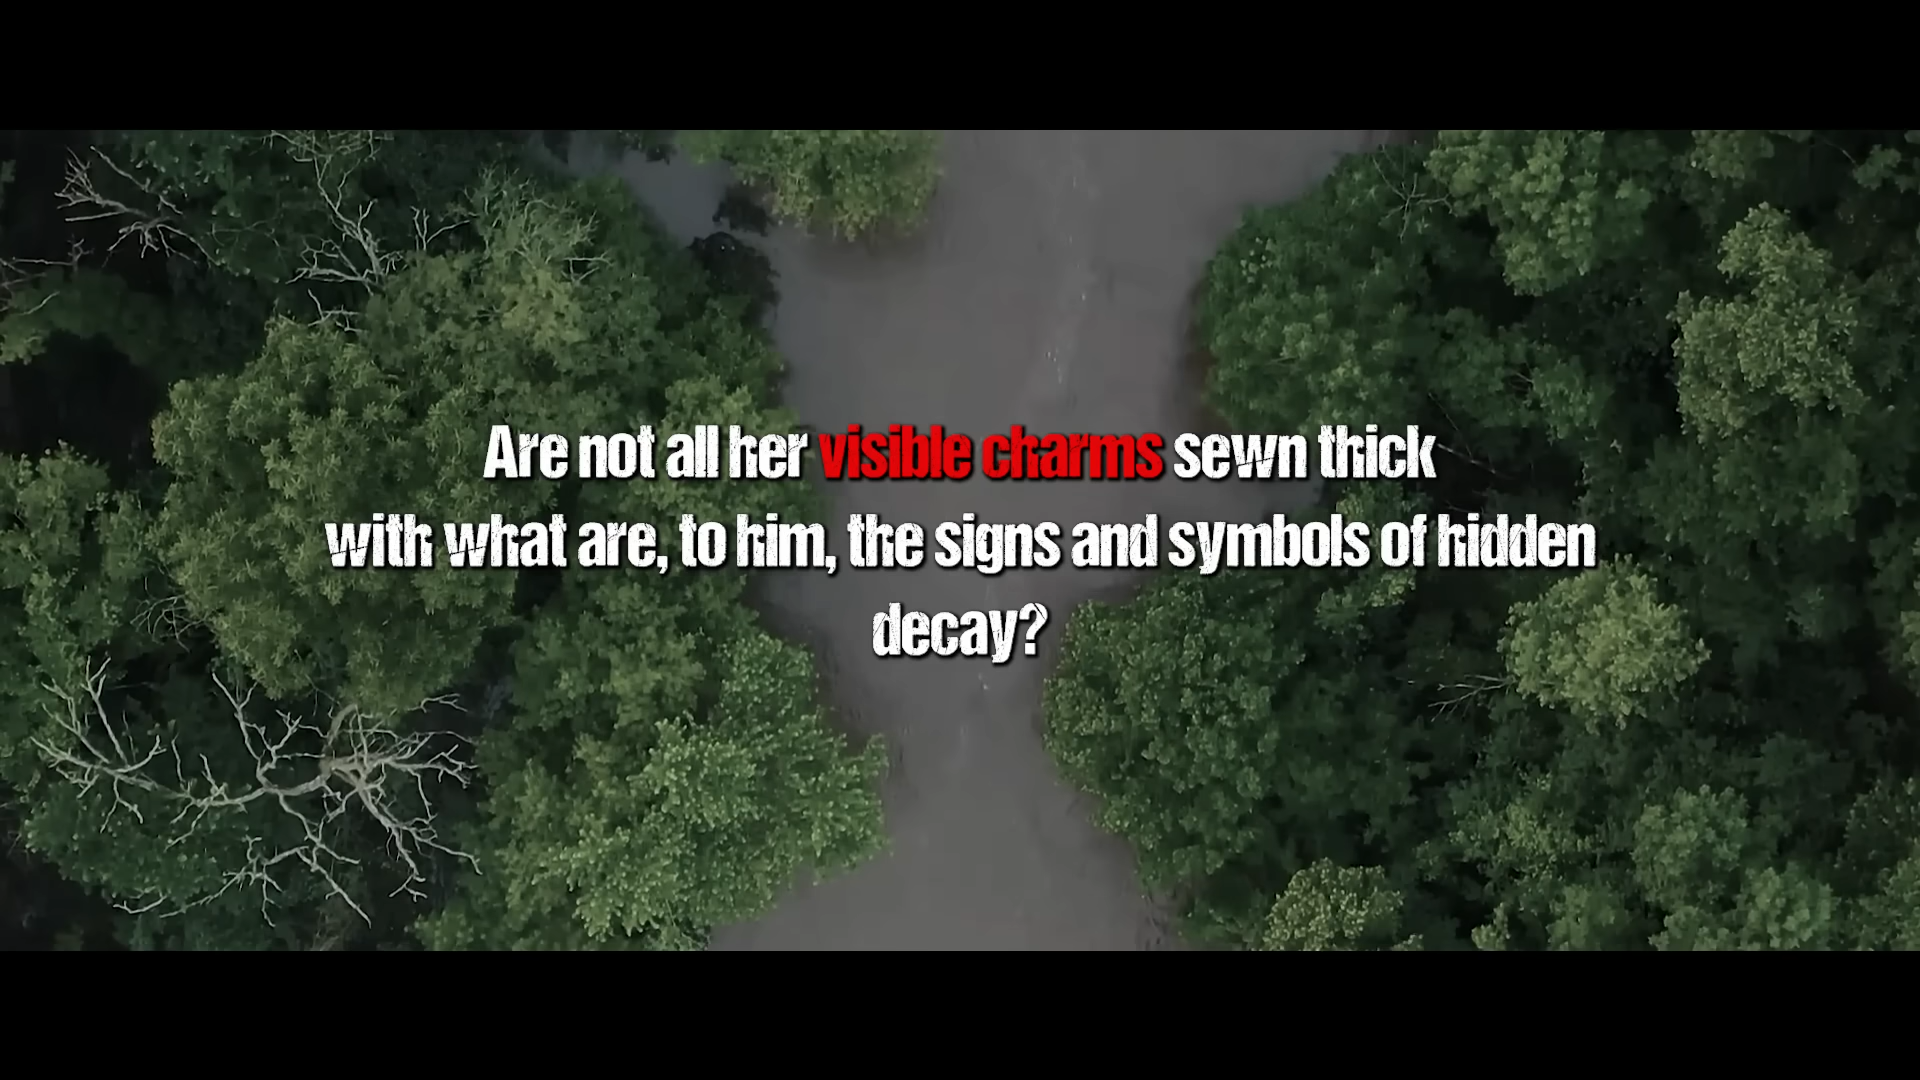 Are not all her visible charms sewn thick
with what are, to him, the signs and symbols of hidden
decay?